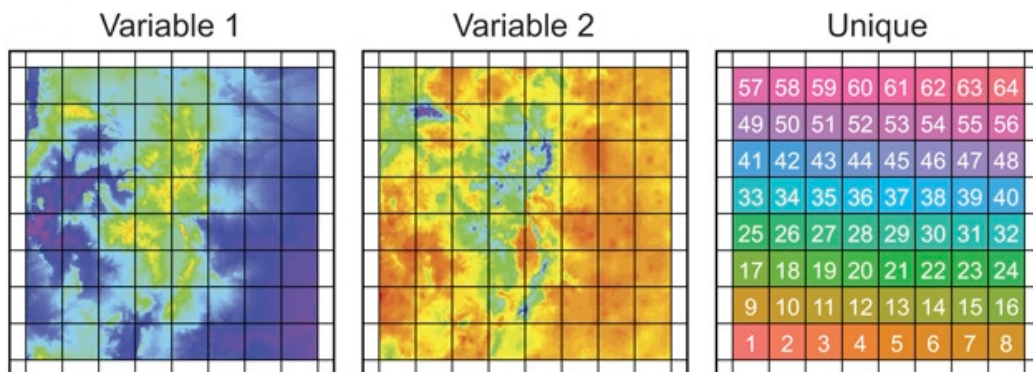 Variable 1 Variable 2 Unique
57 58 59 60 61 62 63 64
49 50 51 52 53 54 55 56
41 42 43 44 45 46 47 48
33 34 35 36 37 38 39 40
25 26 27 28 29 30 31 32
17 18 19 20 21 22 23 24
9 10 11 12 13 14 15 16
1 2 3 4 5 6 7 8